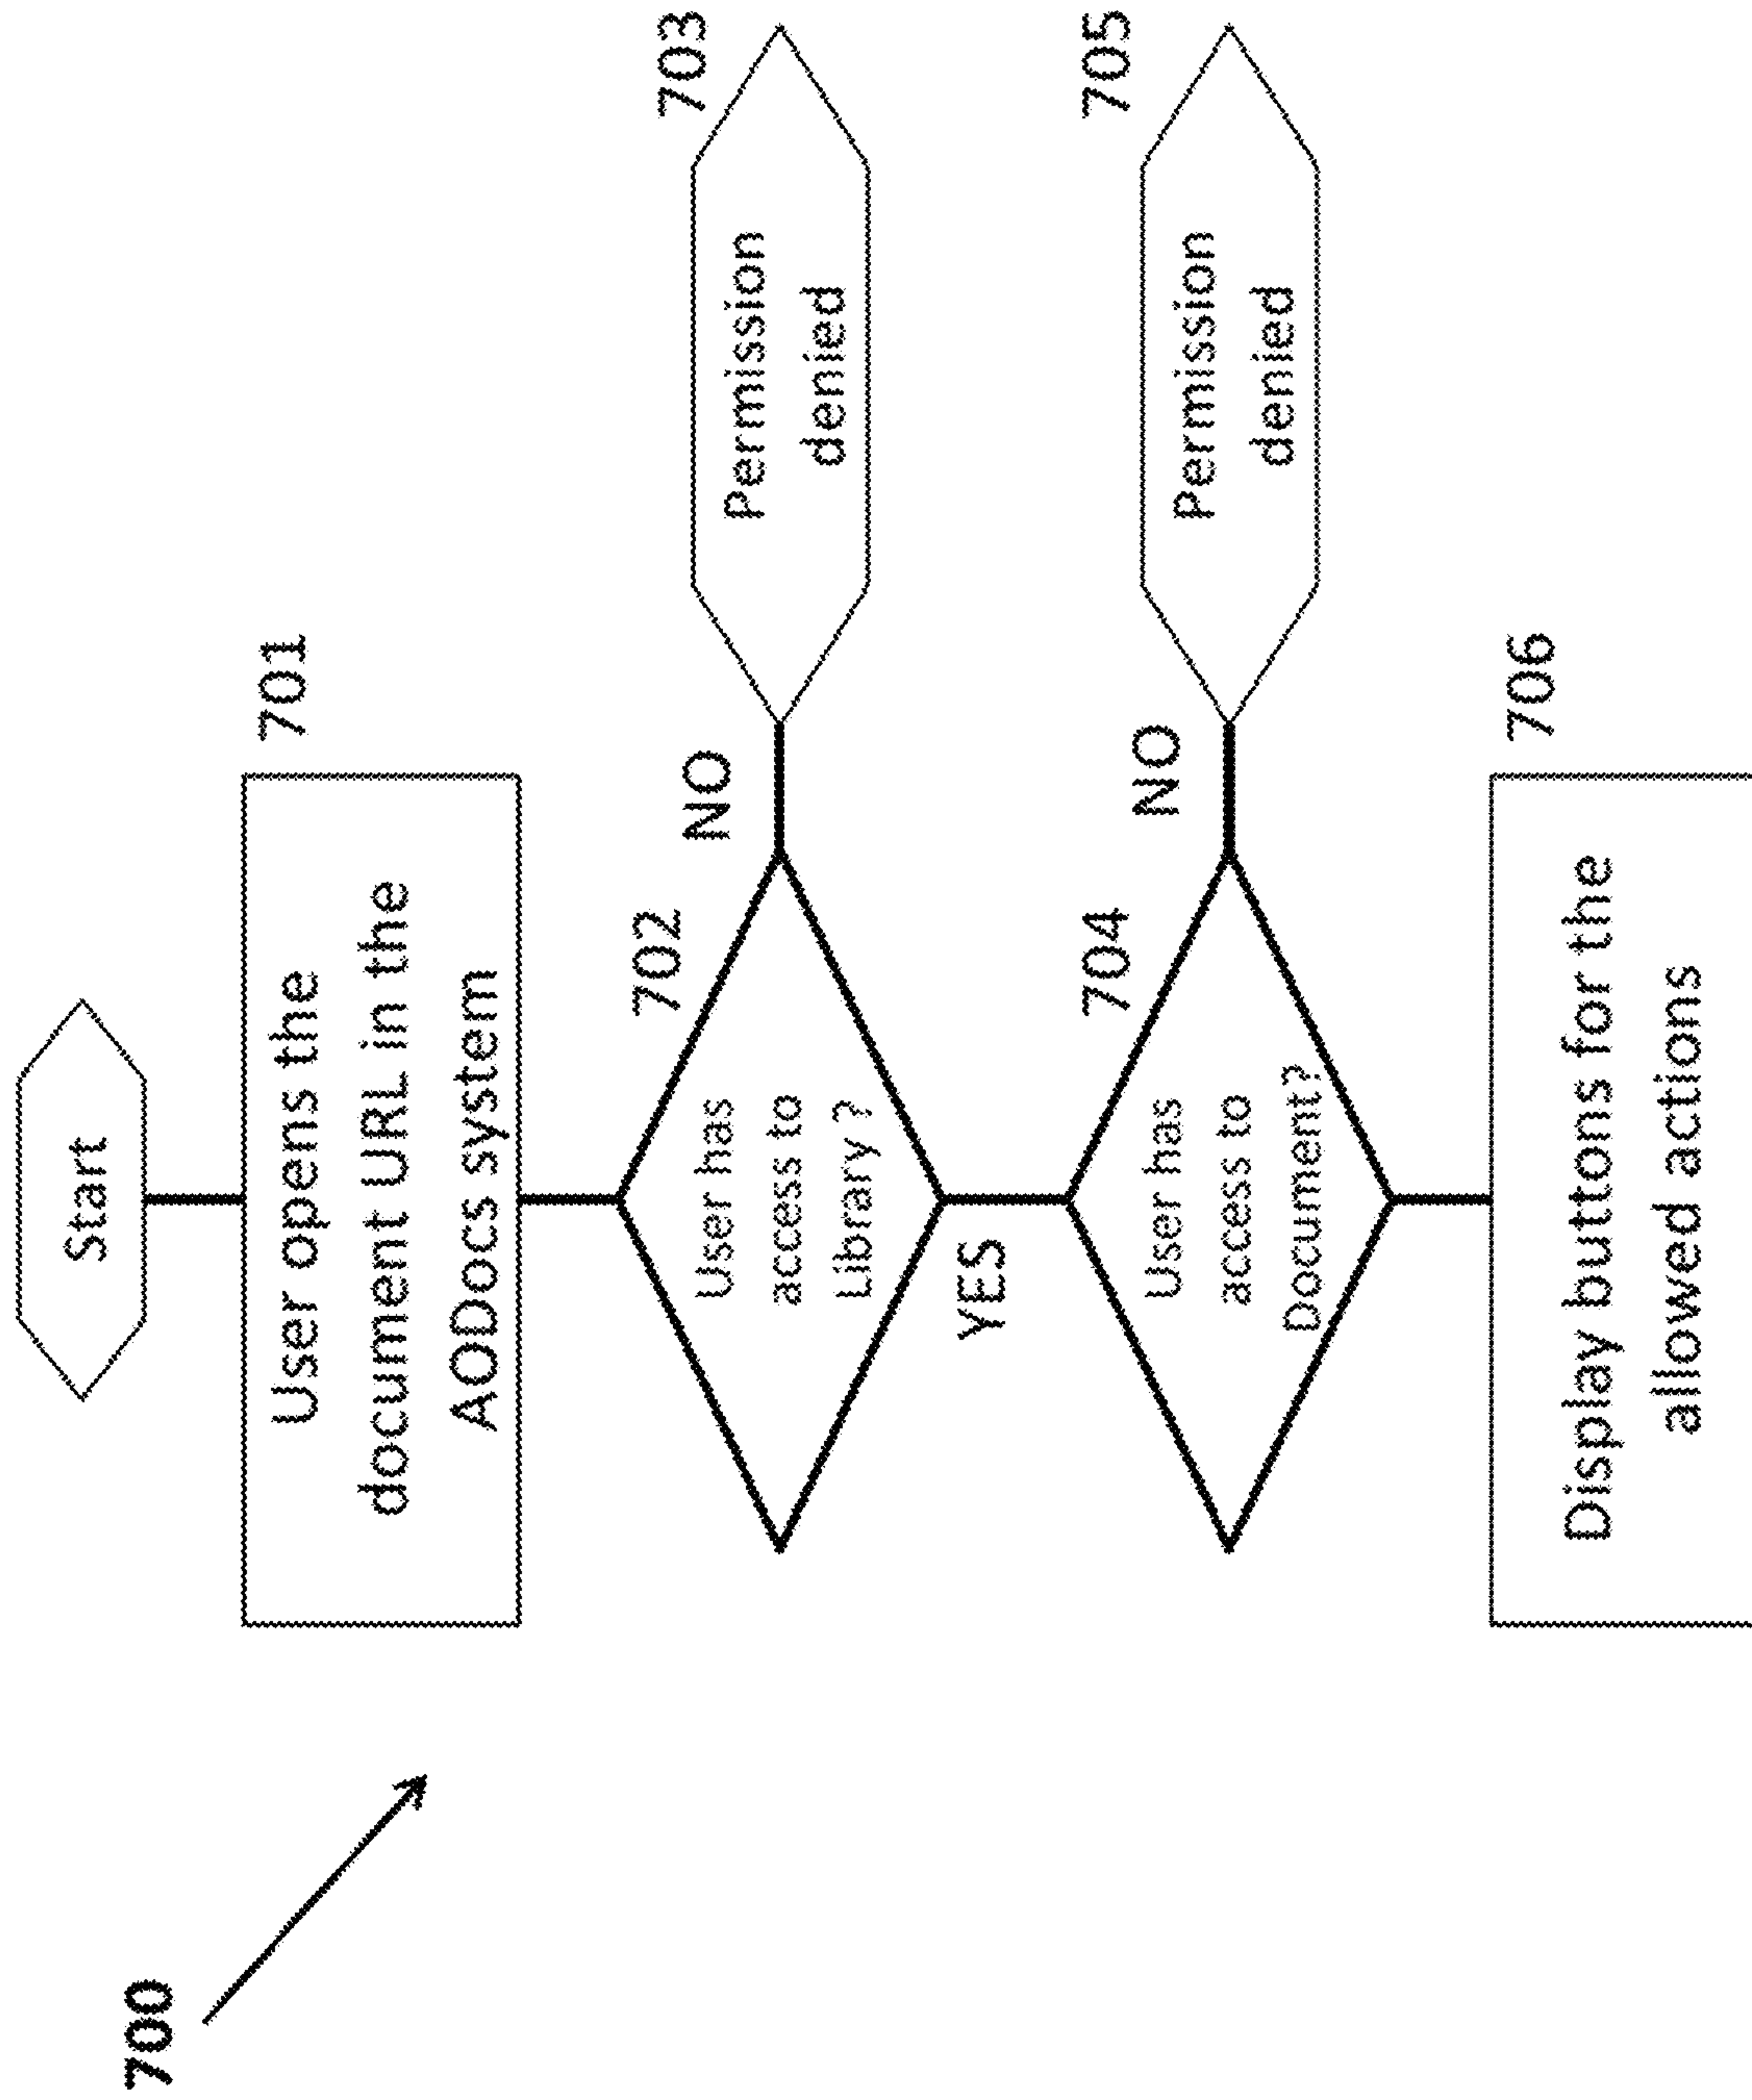 700
Start
701
User opens the
document URL in the
AODocs system
702
User has
access to
Library ?
NO
703
Permission
denied
YES
704
User has
access to
Document?
NO
705
Permission
denied
706
Display buttons for the
allowed actions